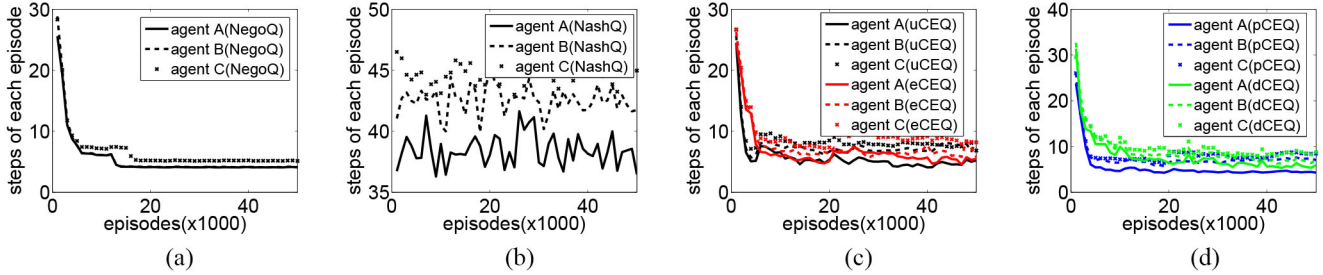 steps of each episode
30
20
10
0
0
20
40
episodes(x1000)
agent A(NegoQ)
agent B(NegoQ)
agent C(NegoQ)
(a)
steps of each episode
50
45
40
35
0
20
40
episodes(x1000)
agent A(NashQ)
agent B(NashQ)
agent C(NashQ)
(b)
steps of each episode
30
20
10
0
0
20
40
episodes(x1000)
agent A(uCEQ)
agent B(uCEQ)
agent C(uCEQ)
agent A(eCEQ)
agent B(eCEQ)
agent C(eCEQ)
(c)
steps of each episode
40
30
20
10
0
0
20
40
episodes(x1000)
agent A(pCEQ)
agent B(pCEQ)
agent C(pCEQ)
agent A(dCEQ)
agent B(dCEQ)
agent C(dCEQ)
(d)